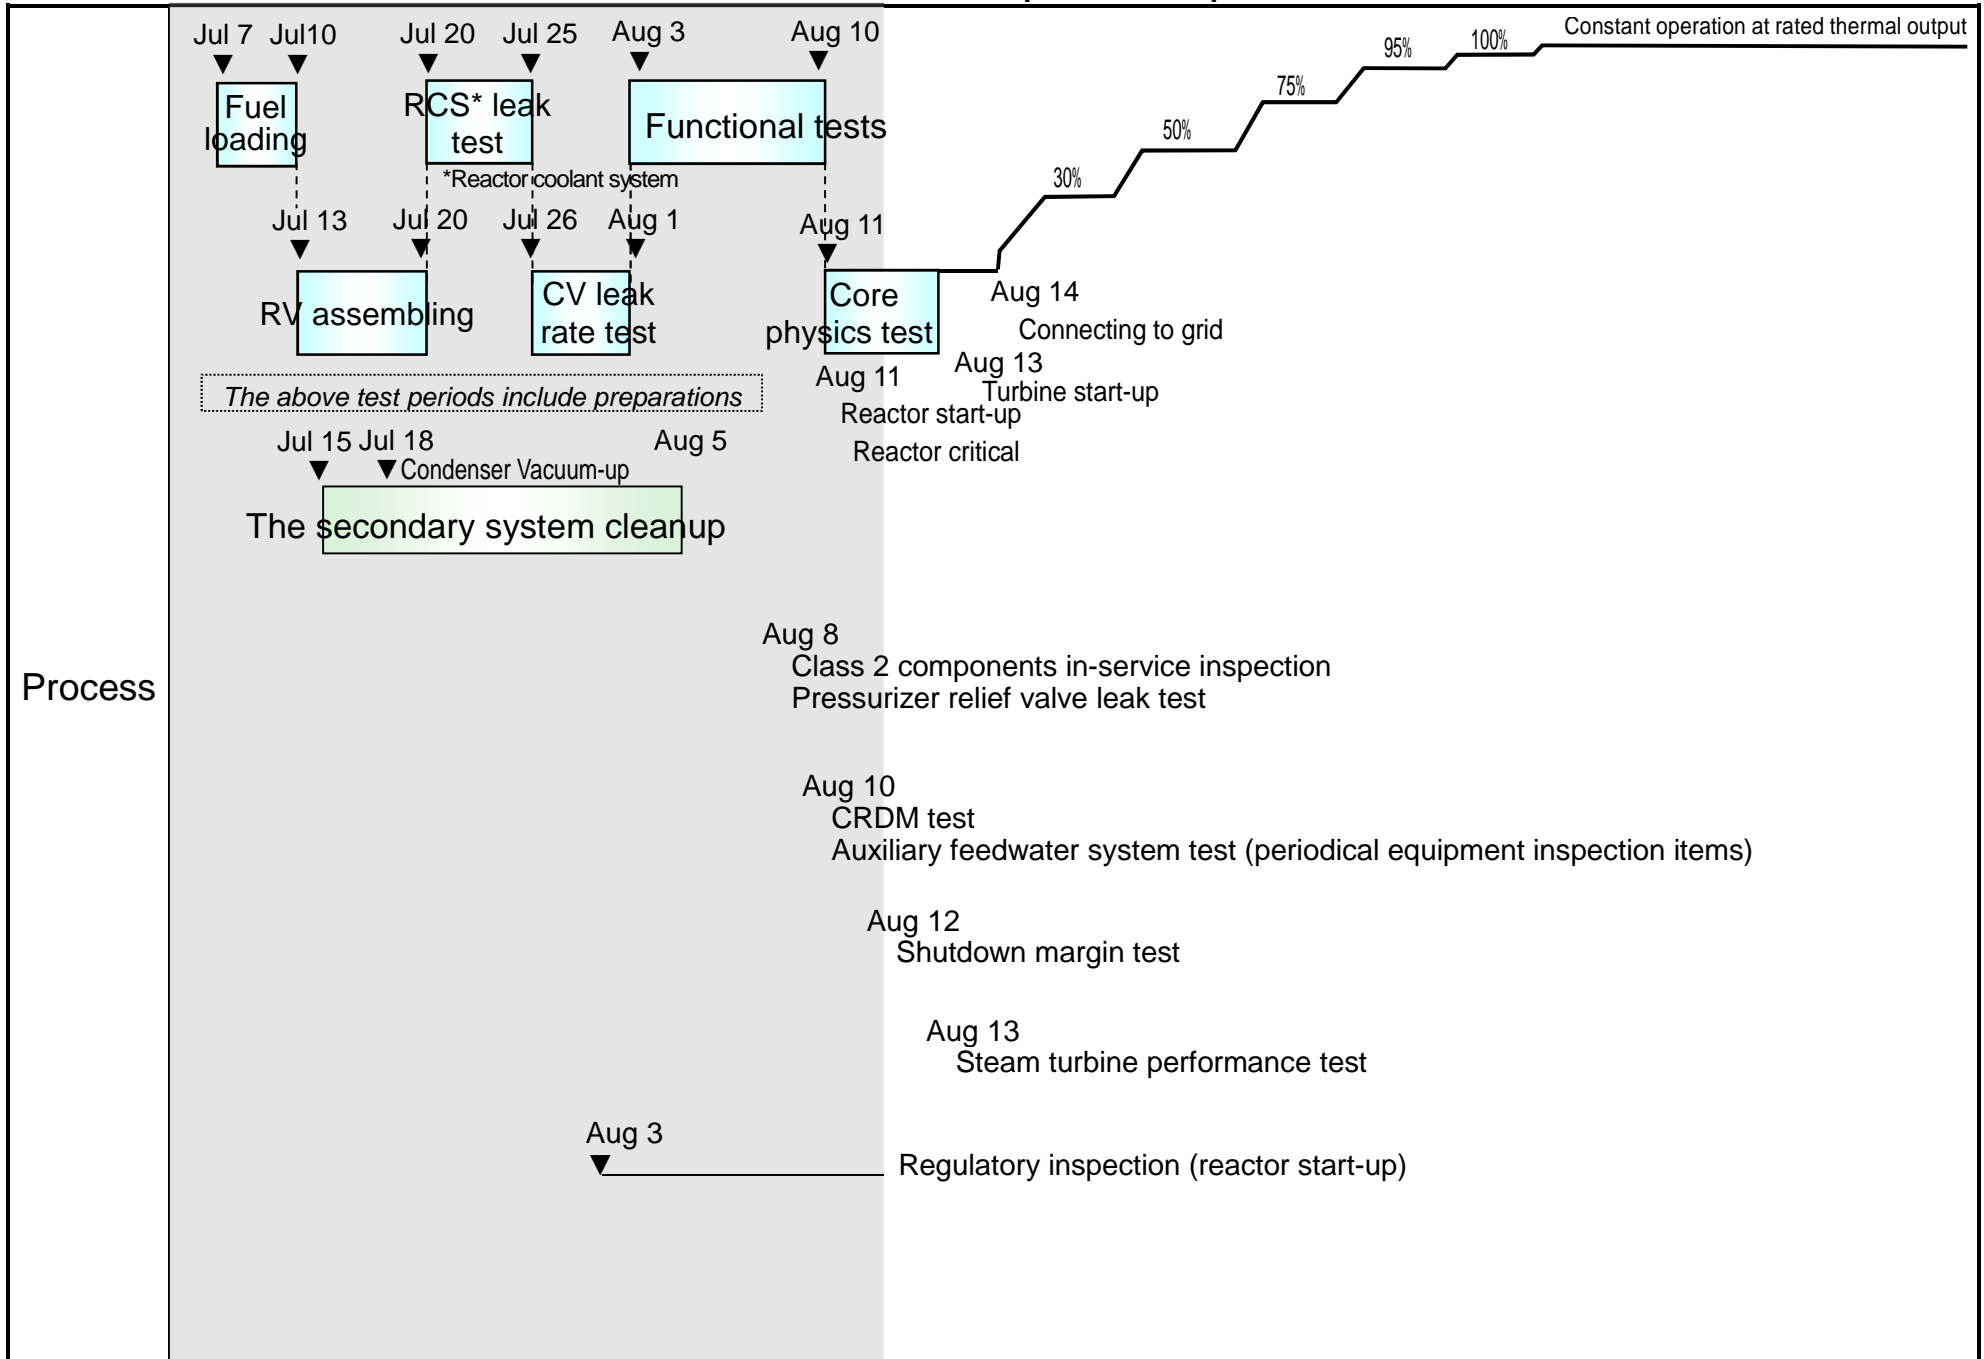 Jul 7 Jul10 Jul 20 Jul 25 Aug 3 Aug 10
Constant operation at rated thermal output
100%
95%
75%
50%
30%
Fuel
loading
RCS* leak
test
Functional tests
*Reactor coolant system
Jul 13 Jul 20 Jul 26 Aug 1 Aug 11
RV assembling
CV leak
rate test
Core
physics test
Aug 14
Connecting to grid
Aug 13
Turbine start-up
Aug 11
Reactor start-up
Reactor critical
The above test periods include preparations
Jul 15 Jul 18 Aug 5
Condenser Vacuum-up
The secondary system cleanup
Process
Aug 8
Class 2 components in-service inspection
Pressurizer relief valve leak test
Aug 10
CRDM test
Auxiliary feedwater system test (periodical equipment inspection items)
Aug 12
Shutdown margin test
Aug 13
Steam turbine performance test
Aug 3
Regulatory inspection (reactor start-up)